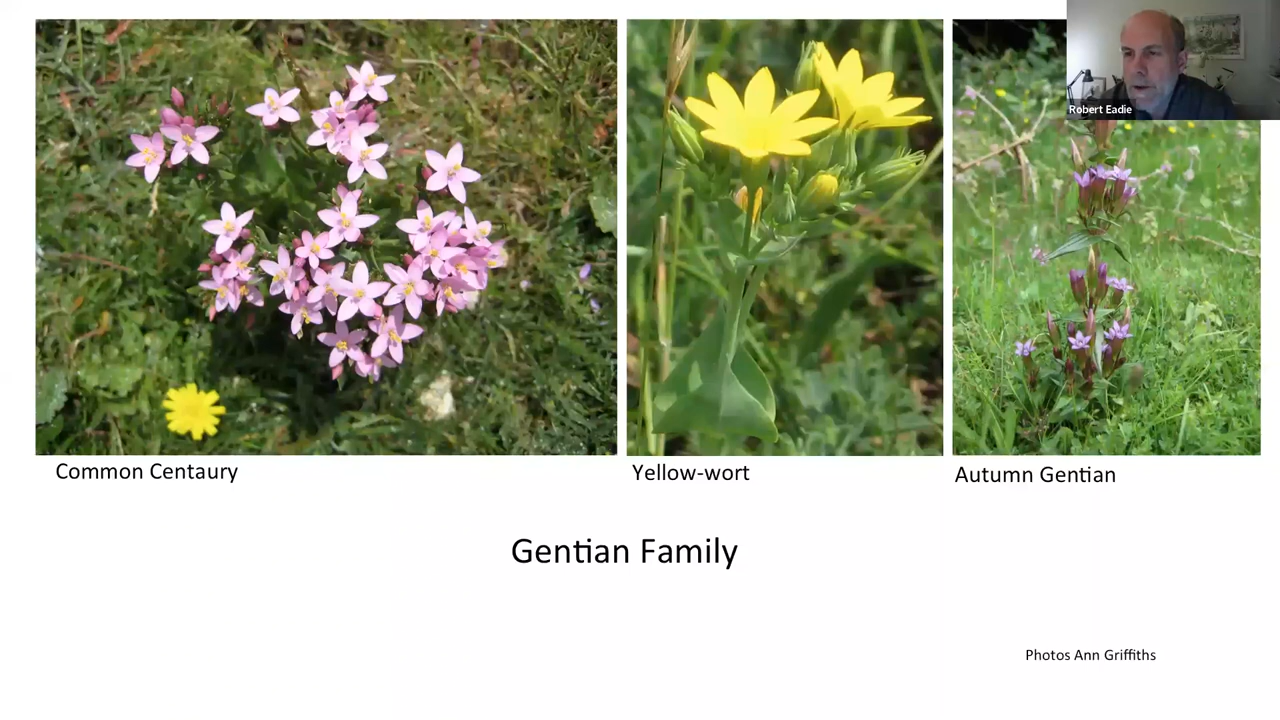 Robert Eadie
Common Centaury
Yellow-wort
Autumn Gentian
Gentian Family
Photos Ann Griffiths